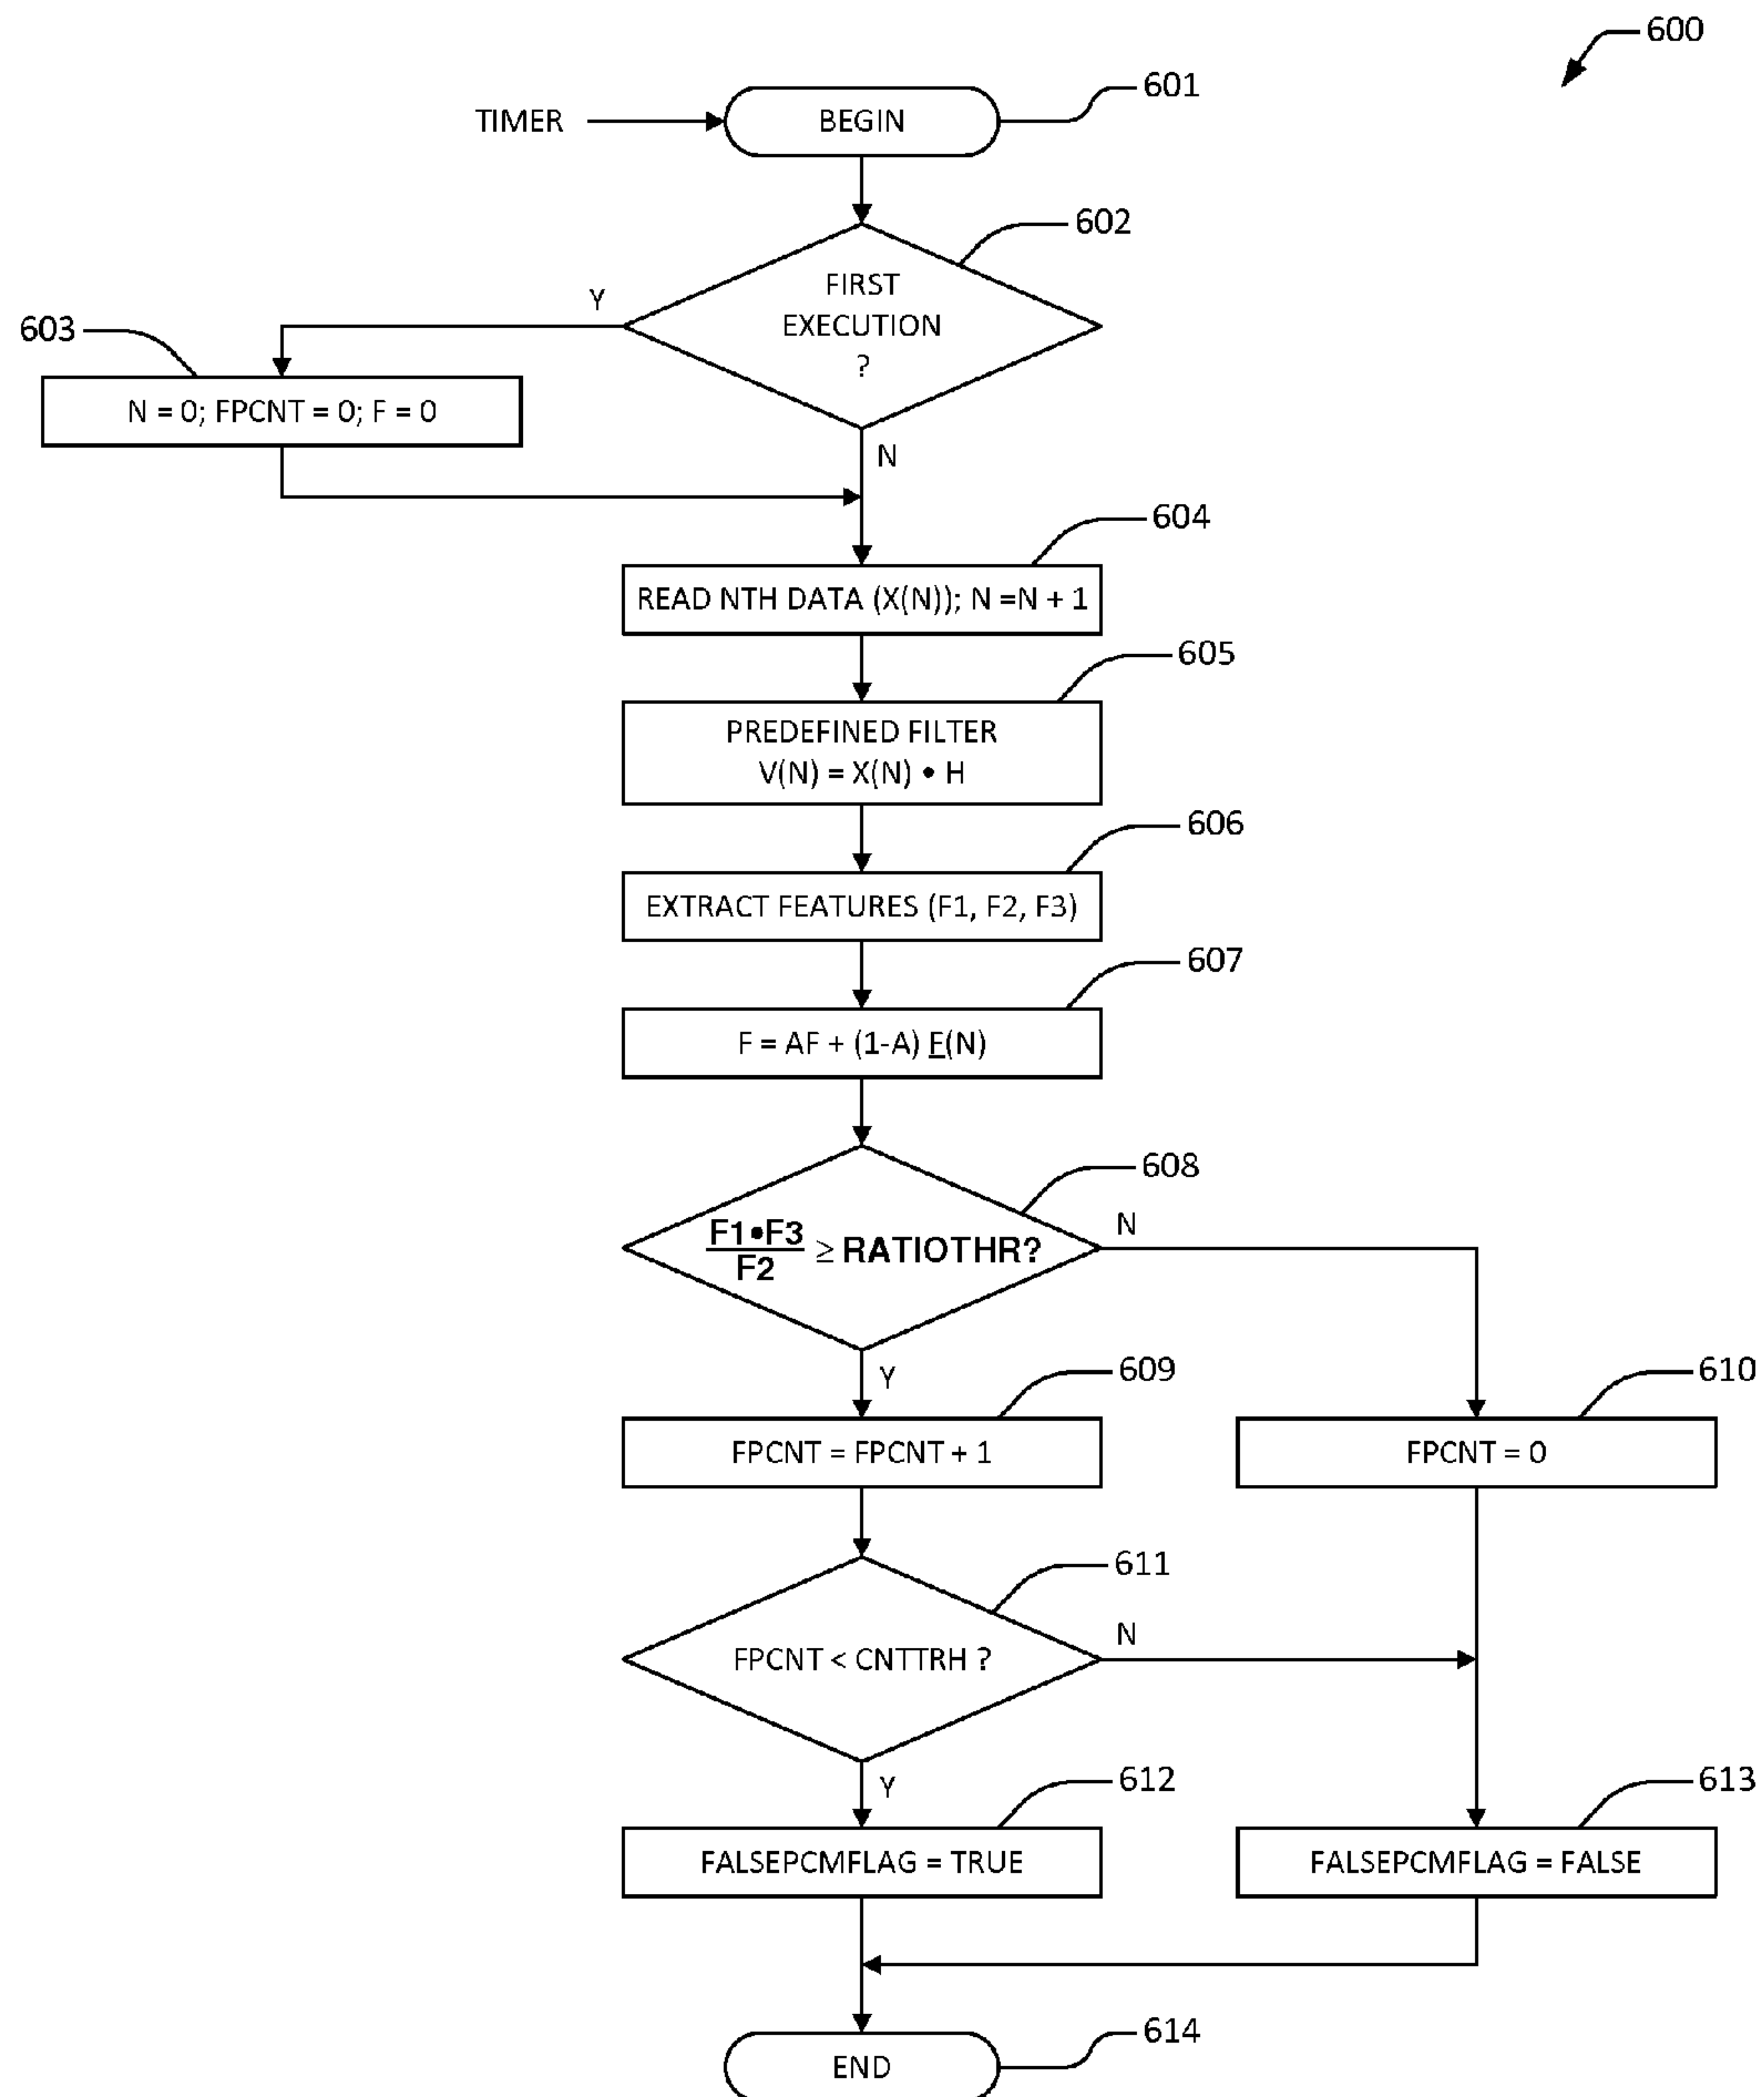 600
TIMER
BEGIN
601
602
FIRST
EXECUTION
?
Y
603
N = 0; FPCNT = 0; F = 0
N
604
READ NTH DATA (X(N)); N =N + 1
605
PREDEFINED FILTER
V(N) = X(N) • H
606
EXTRACT FEATURES (F1, F2, F3)
607
F = AF + (1-A) F(N)
608
F1•F3
F2
≥ RATIOTHR?
N
Y
609
FPCNT = FPCNT + 1
610
FPCNT = 0
611
FPCNT < CNTTRH ?
N
Y
612
FALSEPCMFLAG = TRUE
613
FALSEPCMFLAG = FALSE
614
END